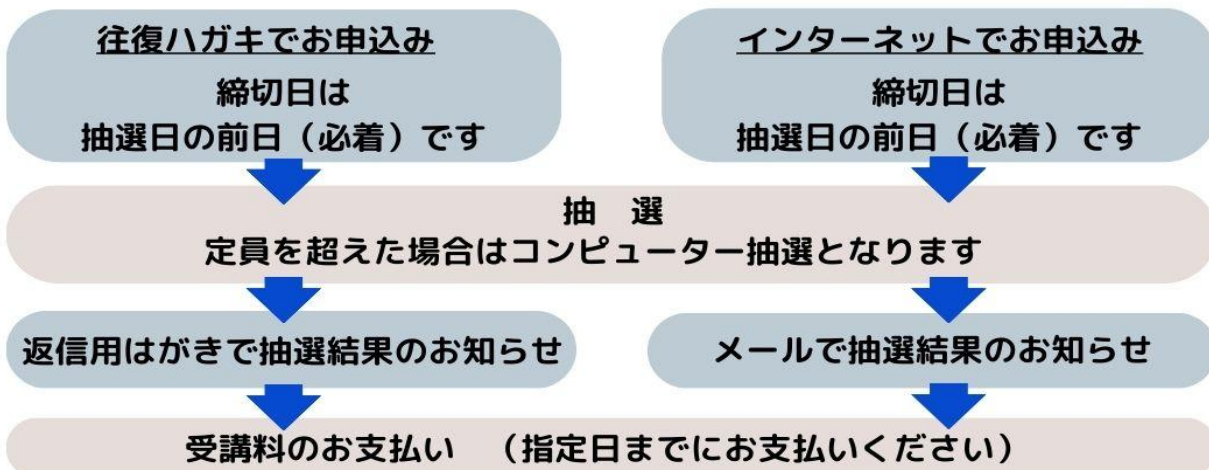 往復ハガキでお申込み
締切日は
抽選日の前日（必着）です
インターネットでお申込み
締切日は
抽選日の前日（必着）です
抽　選
定員を超えた場合はコンピューター抽選となります
返信用はがきで抽選結果のお知らせ
メールで抽選結果のお知らせ
受講料のお支払い　（指定日までにお支払いください）